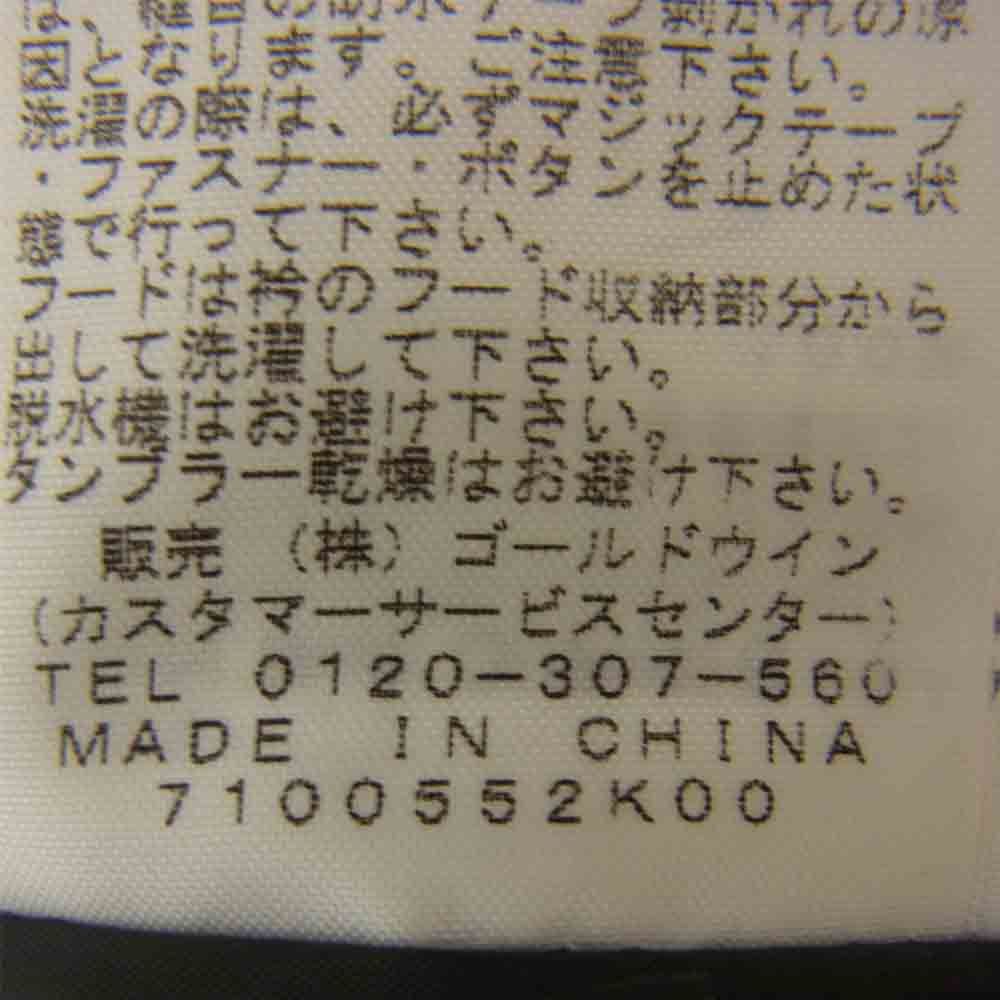 因となります。ご注意下さい。
洗濯の際は、必ずマジックテープ
・ファスナー・ボタンを止めた状
態で行って下さい。
フードは衿のフード収納部分から
出して洗濯して下さい。
脱水機はお避け下さい。
タンブラー乾燥はお避け下さい。
販売 (株) ゴールドウイン
(カスタマーサービスセンター)
TEL 0120-307-560
MADE IN CHINA
7100552K00